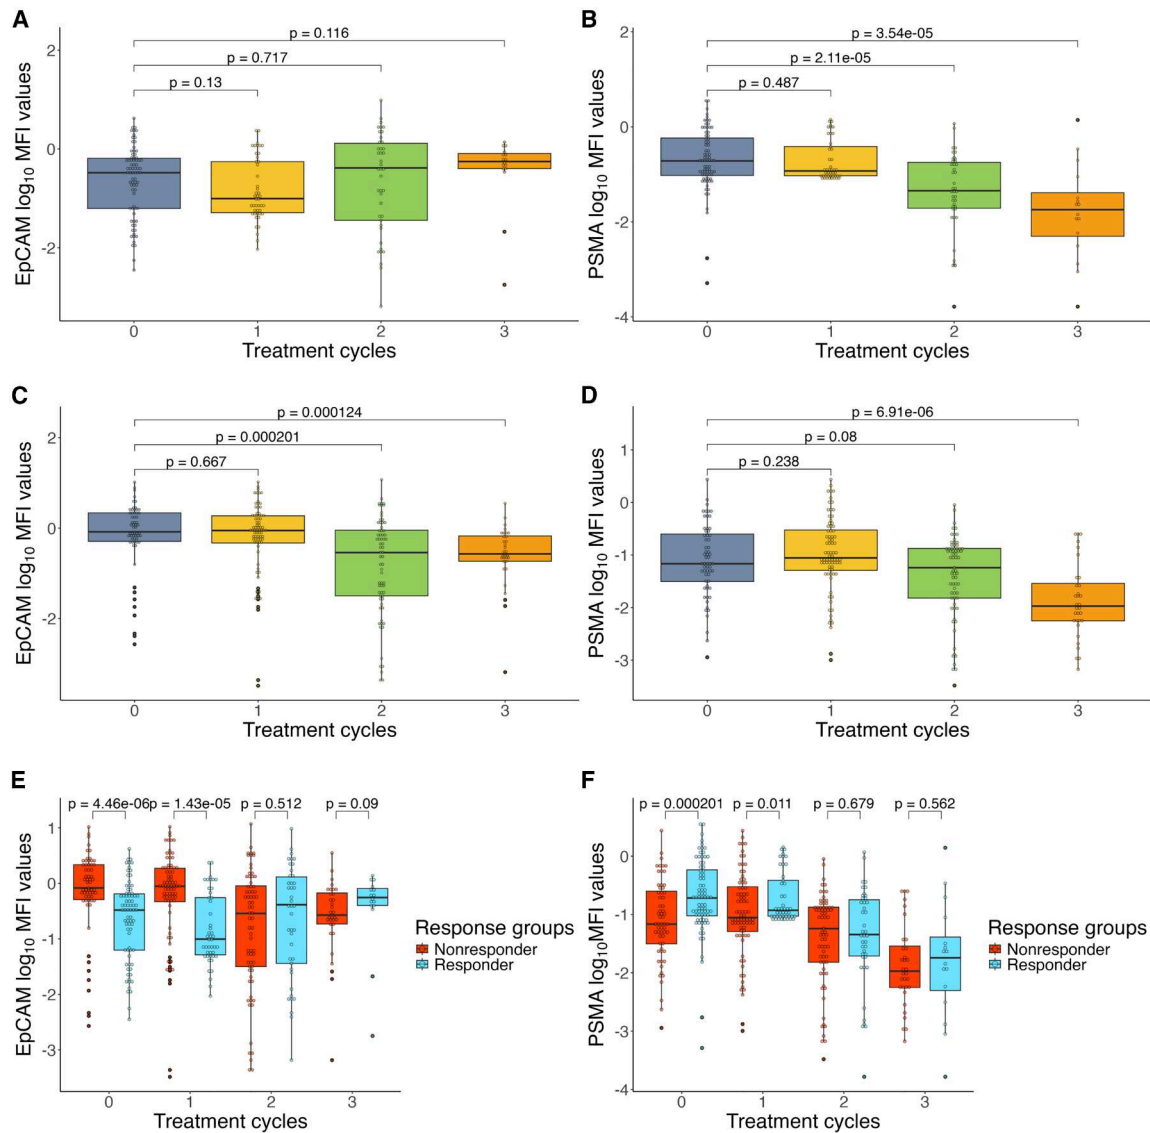 A
EpCAM log10 MFI values
2
0
-2
p = 0.116
p = 0.717
p = 0.13
0 1 2 3
Treatment cycles
B
PSMA log10 MFI values
2
0
-2
-4
p = 3.54e-05
p = 2.11e-05
p = 0.487
0 1 2 3
Treatment cycles
C
EpCAM log10 MFI values
2
0
-2
p = 0.000124
p = 0.000201
p = 0.667
0 1 2 3
Treatment cycles
D
PSMA log10 MFI values
1
0
-1
-2
-3
p = 6.91e-06
p = 0.08
p = 0.238
0 1 2 3
Treatment cycles
E
EpCAM log10 MFI values
1
0
-1
-2
-3
p = 4.46e-06 p = 1.43e-05 p = 0.512 p = 0.09
0 1 2 3
Treatment cycles
Response groups
Nonresponder
Responder
F
PSMA log10MFI values
0
-1
-2
-3
-4
p = 0.000201 p = 0.011 p = 0.679 p = 0.562
0 1 2 3
Treatment cycles
Response groups
Nonresponder
Responder